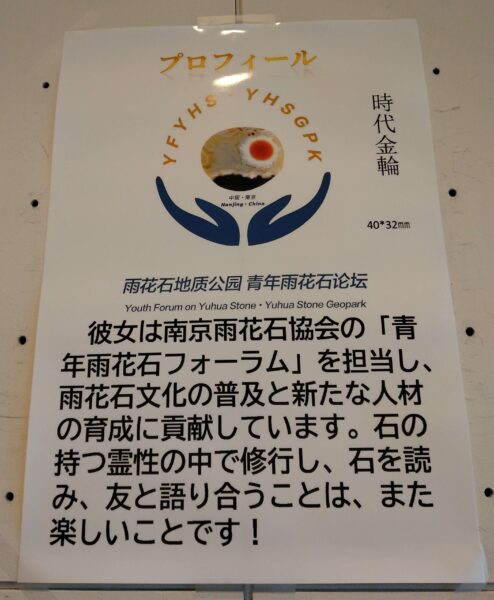 プロフィール
YFYHS · YHSGPK
時代金輪
中国・南京
Nanjing · China
40*32㎜
雨花石地质公园 青年雨花石论坛
Youth Forum on Yuhua Stone · Yuhua Stone Geopark
彼女は南京雨花石協会の「青
年雨花石フォーラム」を担当し、
雨花石文化の普及と新たな人材
の育成に貢献しています。石の
持つ霊性の中で修行し、石を読
み、友と語り合うことは、また
楽しいことです！